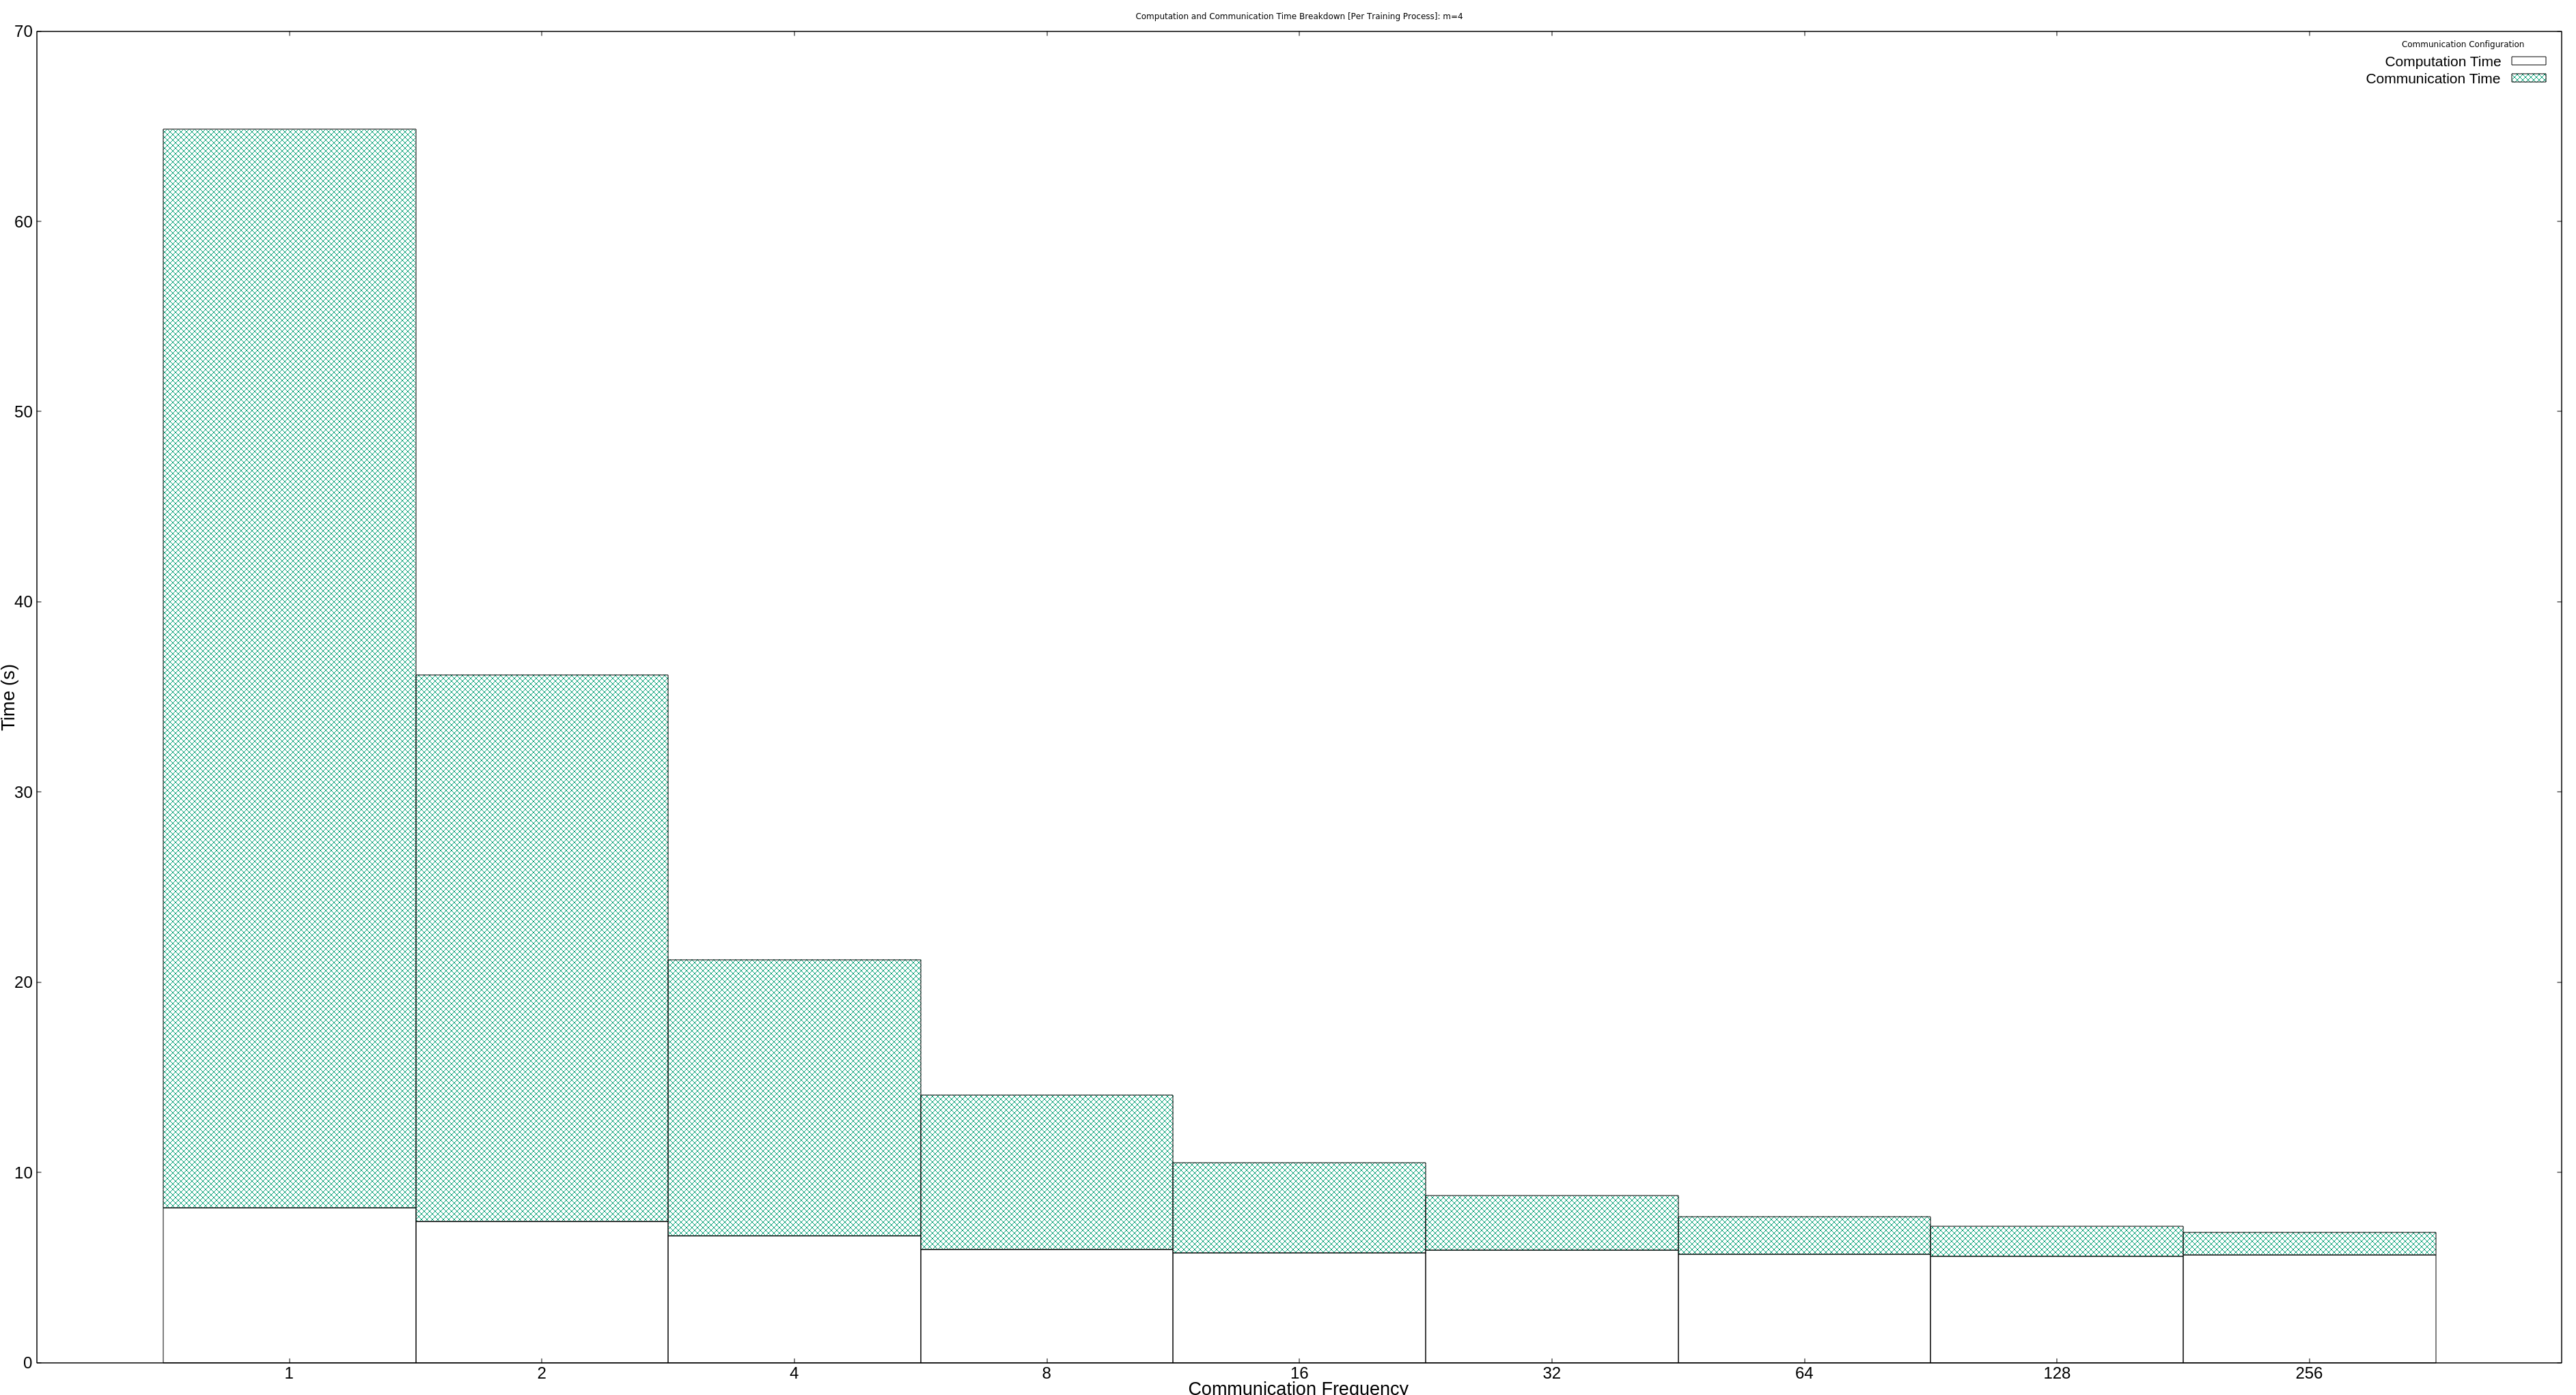 Computation and Communication Time Breakdown [Per Training Process]: m=4
Communication Configuration
Computation Time
Communication Time
70
60
50
40
30
20
10
0
Time (s)
1 2 4 8 16 32 64 128 256
Communication Frequency